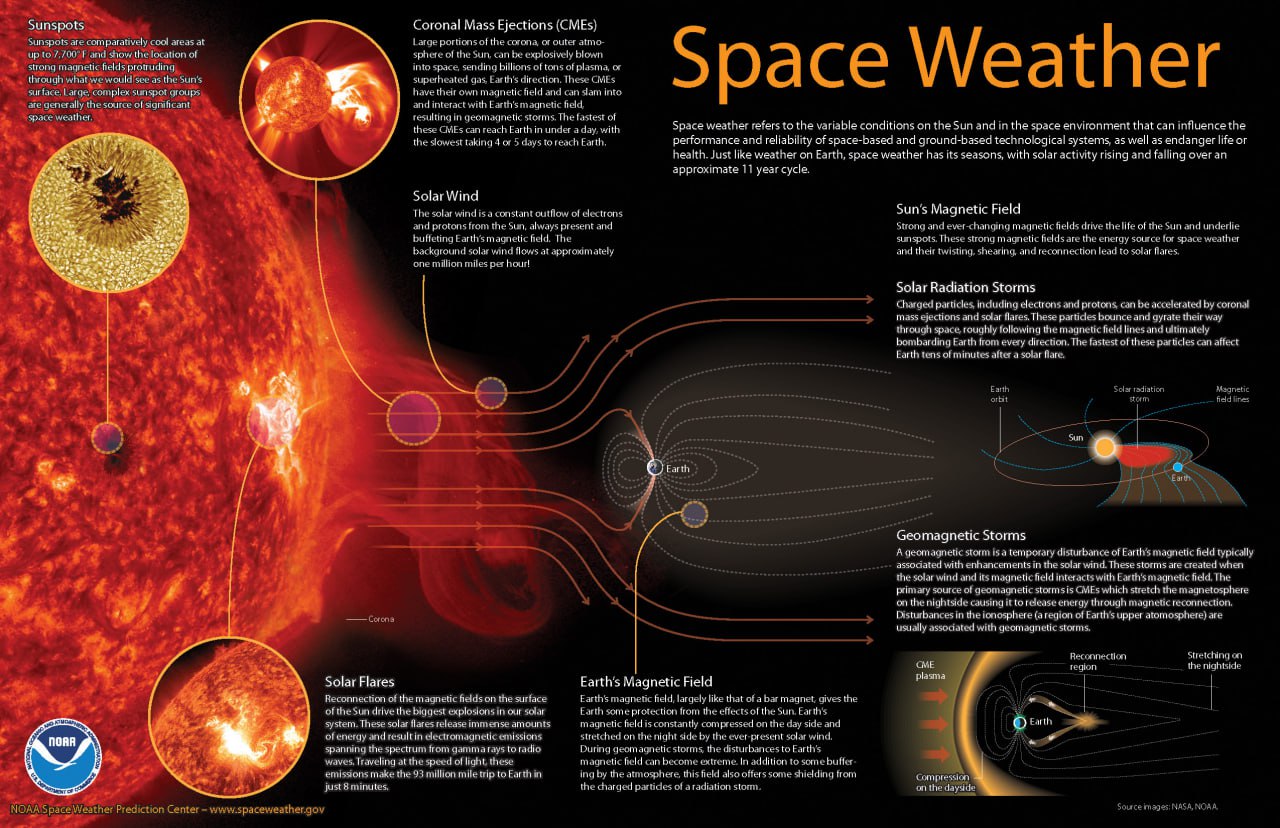 Space Weather
Space weather refers to the variable conditions on the Sun and in the space environment that can influence the
performance and reliability of space-based and ground-based technological systems, as well as endanger life or
health. Just like weather on Earth, space weather has its seasons, with solar activity rising and falling over an
approximate 11 year cycle.
Sunspots
Sunspots are comparatively cool areas at
up to 7,700° F and show the location of
strong magnetic fields protruding
through what we would see as the Sun's
surface. Large, complex sunspot groups
are generally the source of significant
space weather.
Coronal Mass Ejections (CMEs)
Large portions of the corona, or outer atmo-
sphere of the Sun, can be explosively blown
into space, sending billions of tons of plasma, or
superheated gas, Earth's direction. These CMEs
have their own magnetic field and can slam into
and interact with Earth's magnetic field,
resulting in geomagnetic storms. The fastest of
these CMEs can reach Earth in under a day, with
the slowest taking 4 or 5 days to reach Earth.
Solar Wind
The solar wind is a constant outflow of electrons
and protons from the Sun, always present and
buffeting Earth's magnetic field. The
background solar wind flows at approximately
one million miles per hour!
Sun's Magnetic Field
Strong and ever-changing magnetic fields drive the life of the Sun and underlie
sunspots. These strong magnetic fields are the energy source for space weather
and their twisting, shearing, and reconnection lead to solar flares.
Solar Radiation Storms
Charged particles, including electrons and protons, can be accelerated by coronal
mass ejections and solar flares. These particles bounce and gyrate their way
through space, roughly following the magnetic field lines and ultimately
bombarding Earth from every direction. The fastest of these particles can affect
Earth tens of minutes after a solar flare.
Earth
orbit
Solar radiation
storm
Magnetic
field lines
Sun
Earth
Earth
Geomagnetic Storms
A geomagnetic storm is a temporary disturbance of Earth's magnetic field typically
associated with enhancements in the solar wind. These storms are created when
the solar wind and its magnetic field interacts with Earth's magnetic field. The
primary source of geomagnetic storms is CMEs which stretch the magnetosphere
on the nightside causing it to release energy through magnetic reconnection.
Disturbances in the ionosphere (a region of Earth's upper atomosphere) are
usually associated with geomagnetic storms.
CME
plasma
Reconnection
region
Stretching on
the nightside
Earth
Compression
on the dayside
Corona
Solar Flares
Reconnection of the magnetic fields on the surface
of the Sun drive the biggest explosions in our solar
system. These solar flares release immense amounts
of energy and result in electromagnetic emissions
spanning the spectrum from gamma rays to radio
waves. Traveling at the speed of light, these
emissions make the 93 million mile trip to Earth in
just 8 minutes.
Earth's Magnetic Field
Earth's magnetic field, largely like that of a bar magnet, gives the
Earth some protection from the effects of the Sun. Earth's
magnetic field is constantly compressed on the day side and
stretched on the night side by the ever-present solar wind.
During geomagnetic storms, the disturbances to Earth's
magnetic field can become extreme. In addition to some buffer-
ing by the atmosphere, this field also offers some shielding from
the charged particles of a radiation storm.
NATIONAL OCEANIC AND ATMOSPHERIC ADMINISTRATION
NOAA
U.S. DEPARTMENT OF COMMERCE
NOAA Space Weather Prediction Center – www.spaceweather.gov
Source images: NASA, NOAA.